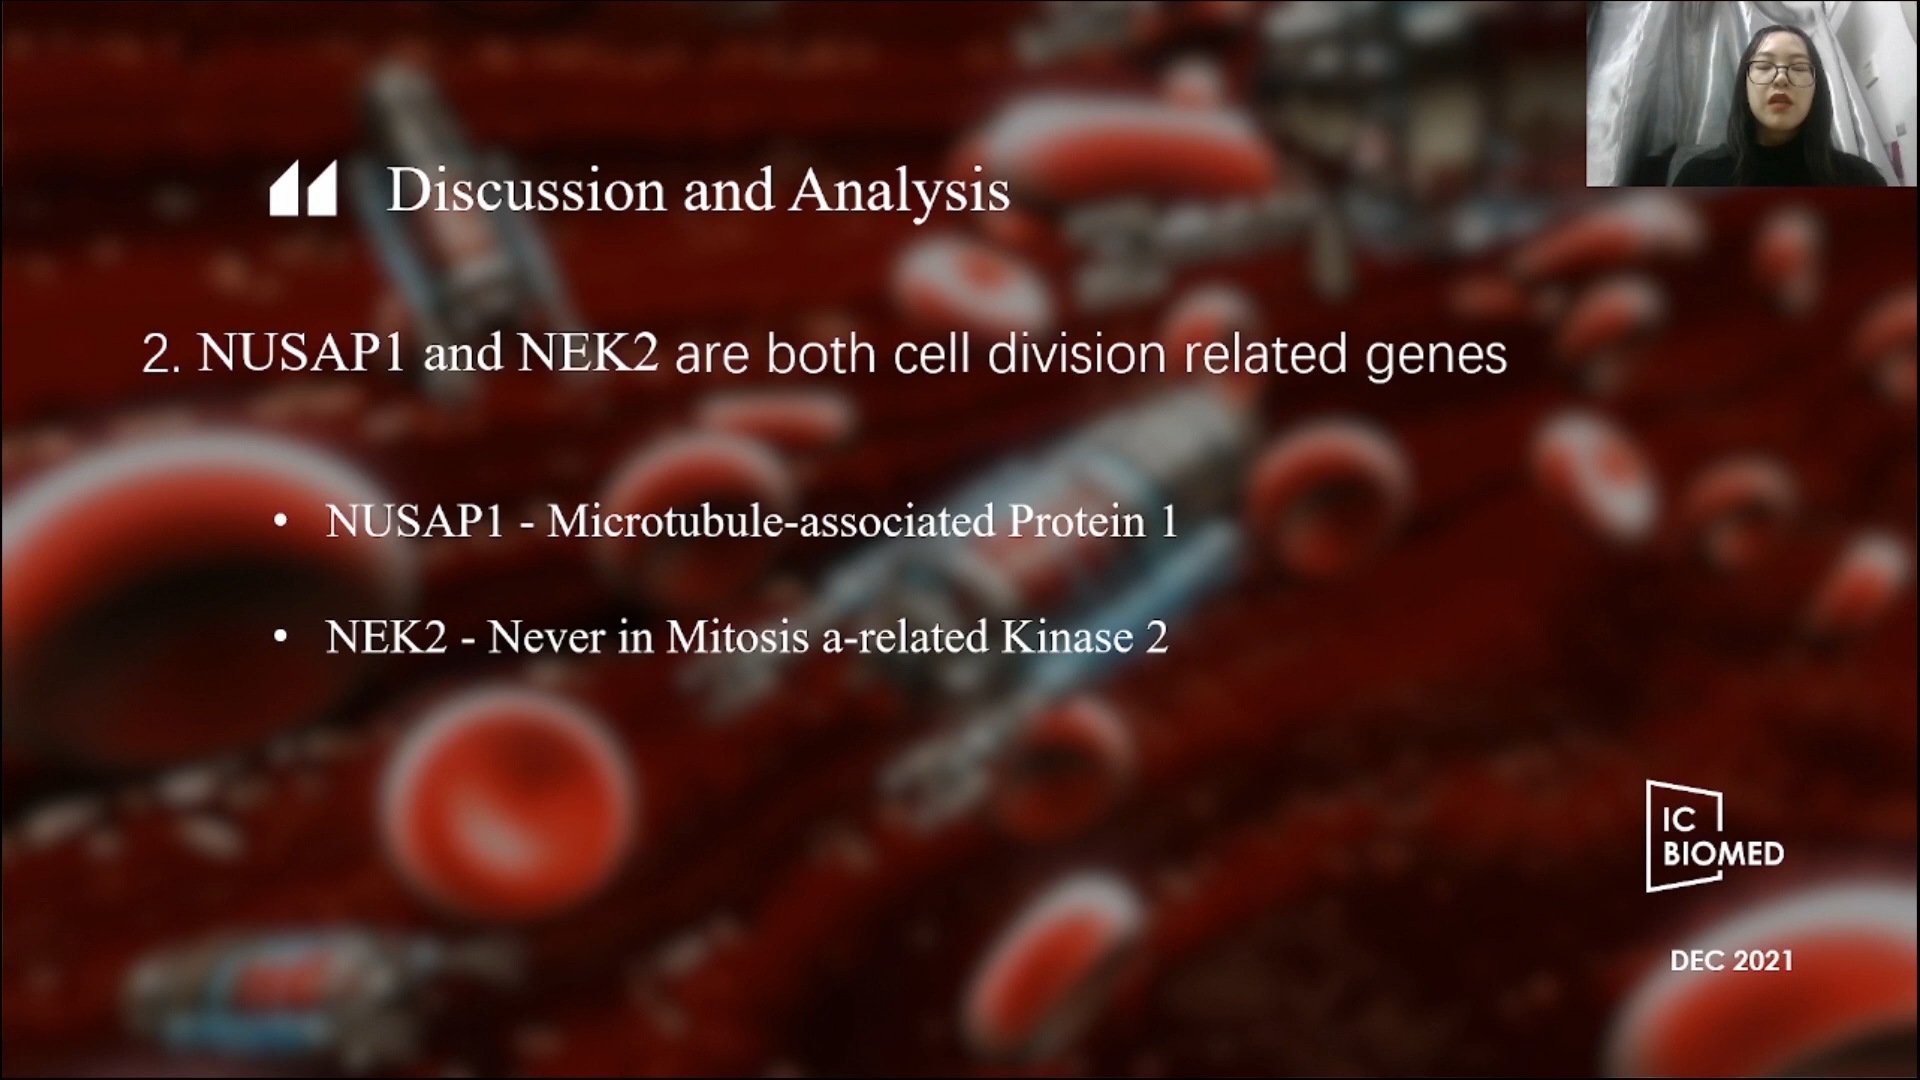 Discussion and Analysis
2. NUSAP1 and NEK2 are both cell division related genes
• NUSAP1 - Microtubule-associated Protein 1
• NEK2 - Never in Mitosis a-related Kinase 2
IC
BIOMED
DEC 2021